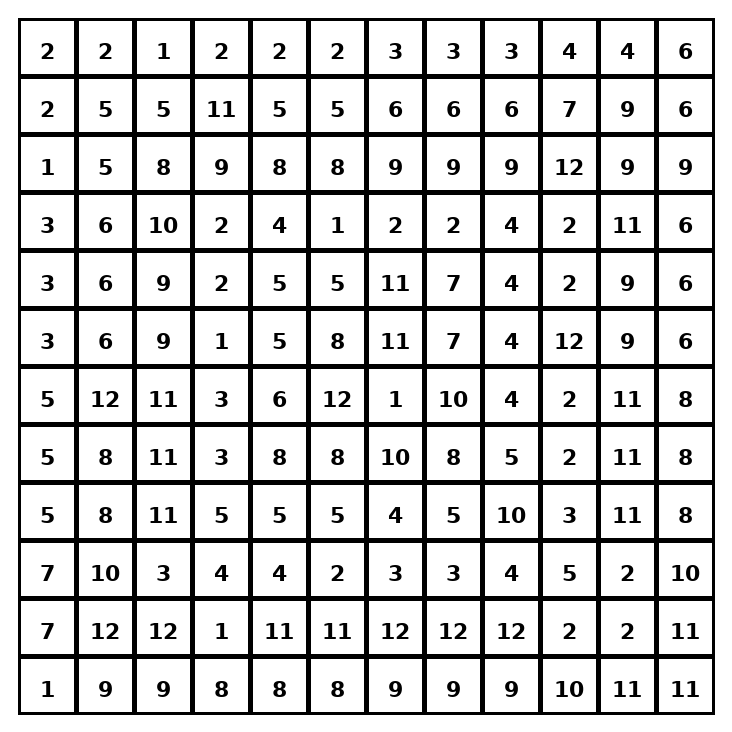 2 2 1 2 2 2 3 3 3 4 4 6
2 5 5 11 5 5 6 6 6 7 9 6
1 5 8 9 8 8 9 9 9 12 9 9
3 6 10 2 4 1 2 2 4 2 11 6
3 6 9 2 5 5 11 7 4 2 9 6
3 6 9 1 5 8 11 7 4 12 9 6
5 12 11 3 6 12 1 10 4 2 11 8
5 8 11 3 8 8 10 8 5 2 11 8
5 8 11 5 5 5 4 5 10 3 11 8
7 10 3 4 4 2 3 3 4 5 2 10
7 12 12 1 11 11 12 12 12 2 2 11
1 9 9 8 8 8 9 9 9 10 11 11